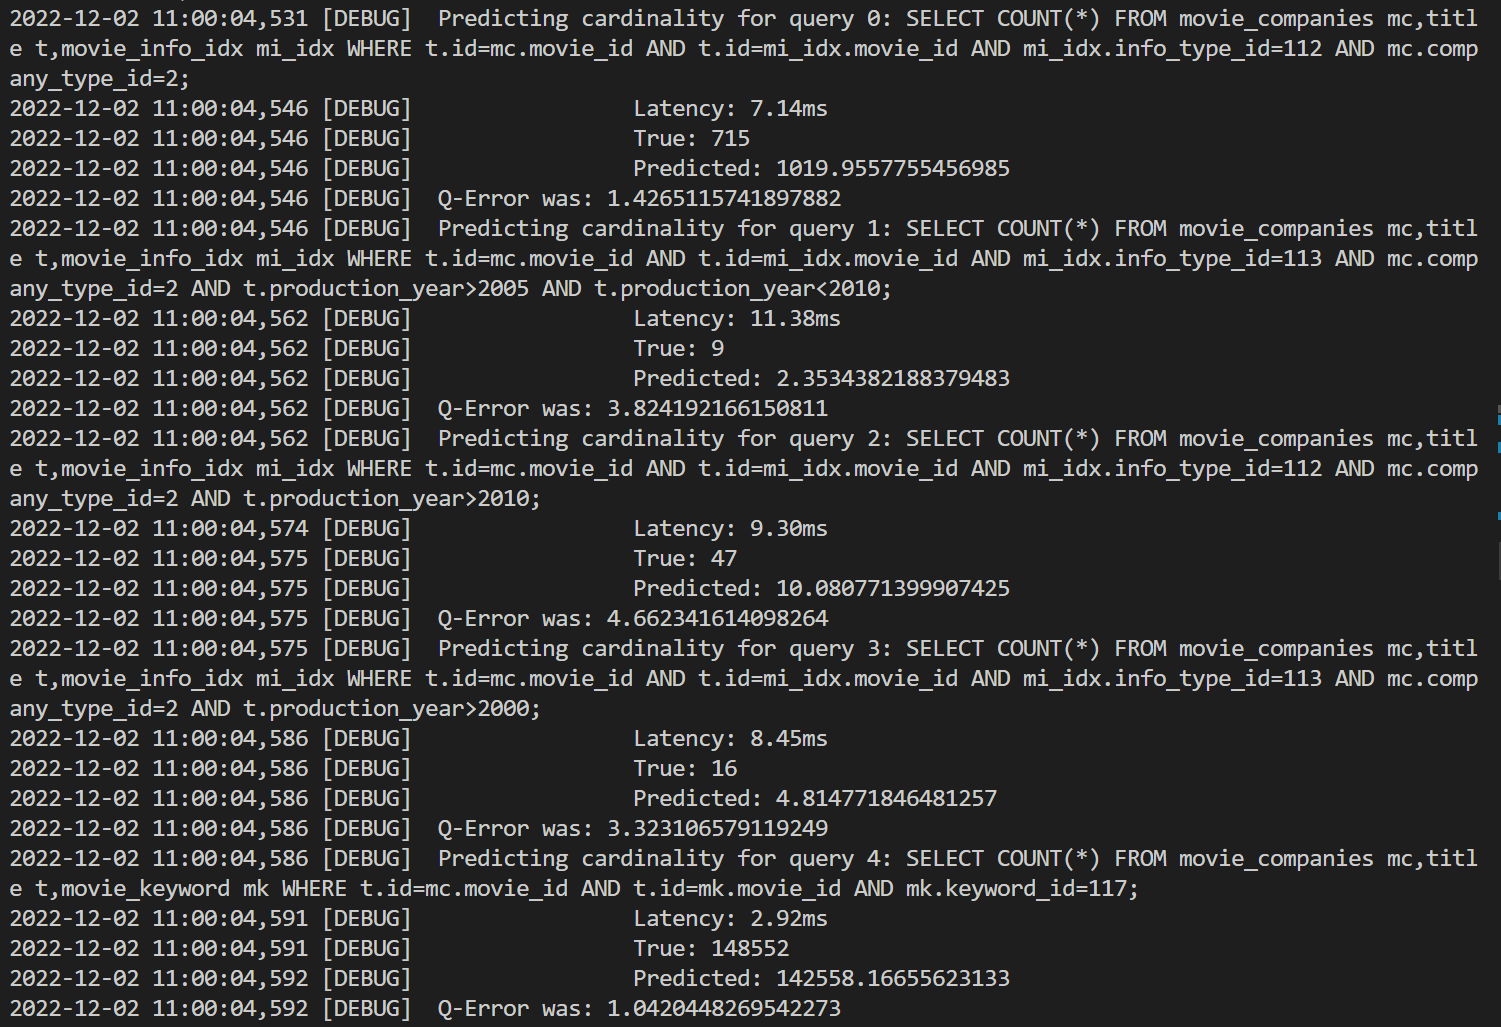 2022-12-02 11:00:04,531 [DEBUG]  Predicting cardinality for query 0: SELECT COUNT(*) FROM movie_companies mc,titl
e t,movie_info_idx mi_idx WHERE t.id=mc.movie_id AND t.id=mi_idx.movie_id AND mi_idx.info_type_id=112 AND mc.comp
any_type_id=2;
2022-12-02 11:00:04,546 [DEBUG]                 Latency: 7.14ms
2022-12-02 11:00:04,546 [DEBUG]                 True: 715
2022-12-02 11:00:04,546 [DEBUG]                 Predicted: 1019.9557755456985
2022-12-02 11:00:04,546 [DEBUG]  Q-Error was: 1.4265115741897882
2022-12-02 11:00:04,546 [DEBUG]  Predicting cardinality for query 1: SELECT COUNT(*) FROM movie_companies mc,titl
e t,movie_info_idx mi_idx WHERE t.id=mc.movie_id AND t.id=mi_idx.movie_id AND mi_idx.info_type_id=113 AND mc.comp
any_type_id=2 AND t.production_year>2005 AND t.production_year<2010;
2022-12-02 11:00:04,562 [DEBUG]                 Latency: 11.38ms
2022-12-02 11:00:04,562 [DEBUG]                 True: 9
2022-12-02 11:00:04,562 [DEBUG]                 Predicted: 2.3534382188379483
2022-12-02 11:00:04,562 [DEBUG]  Q-Error was: 3.824192166150811
2022-12-02 11:00:04,562 [DEBUG]  Predicting cardinality for query 2: SELECT COUNT(*) FROM movie_companies mc,titl
e t,movie_info_idx mi_idx WHERE t.id=mc.movie_id AND t.id=mi_idx.movie_id AND mi_idx.info_type_id=112 AND mc.comp
any_type_id=2 AND t.production_year>2010;
2022-12-02 11:00:04,574 [DEBUG]                 Latency: 9.30ms
2022-12-02 11:00:04,575 [DEBUG]                 True: 47
2022-12-02 11:00:04,575 [DEBUG]                 Predicted: 10.080771399907425
2022-12-02 11:00:04,575 [DEBUG]  Q-Error was: 4.662341614098264
2022-12-02 11:00:04,575 [DEBUG]  Predicting cardinality for query 3: SELECT COUNT(*) FROM movie_companies mc,titl
e t,movie_info_idx mi_idx WHERE t.id=mc.movie_id AND t.id=mi_idx.movie_id AND mi_idx.info_type_id=113 AND mc.comp
any_type_id=2 AND t.production_year>2000;
2022-12-02 11:00:04,586 [DEBUG]                 Latency: 8.45ms
2022-12-02 11:00:04,586 [DEBUG]                 True: 16
2022-12-02 11:00:04,586 [DEBUG]                 Predicted: 4.814771846481257
2022-12-02 11:00:04,586 [DEBUG]  Q-Error was: 3.323106579119249
2022-12-02 11:00:04,586 [DEBUG]  Predicting cardinality for query 4: SELECT COUNT(*) FROM movie_companies mc,titl
e t,movie_keyword mk WHERE t.id=mc.movie_id AND t.id=mk.movie_id AND mk.keyword_id=117;
2022-12-02 11:00:04,591 [DEBUG]                 Latency: 2.92ms
2022-12-02 11:00:04,591 [DEBUG]                 True: 148552
2022-12-02 11:00:04,592 [DEBUG]                 Predicted: 142558.16655623133
2022-12-02 11:00:04,592 [DEBUG]  Q-Error was: 1.0420448269542273